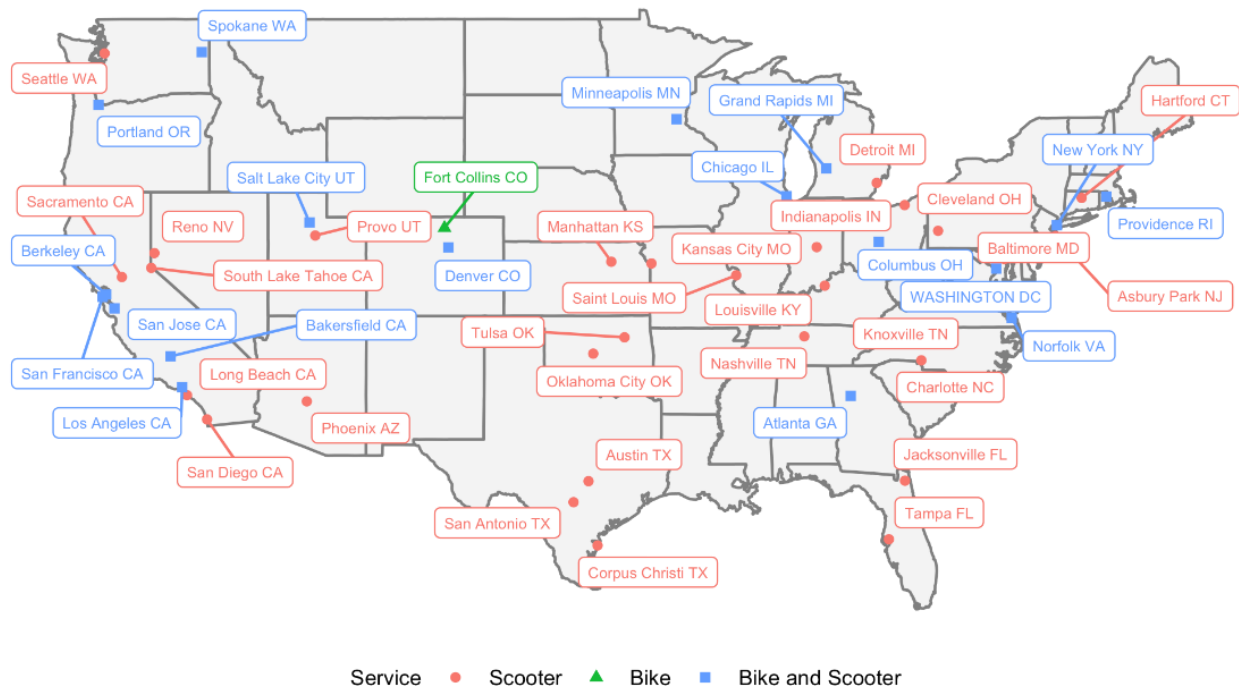 Spokane WA
Seattle WA
Minneapolis MN
Grand Rapids MI
Hartford CT
Portland OR
New York NY
Detroit MI
Chicago IL
Salt Lake City UT
Fort Collins CO
Sacramento CA
Reno NV
Provo UT
Manhattan KS
Indianapolis IN
Cleveland OH
Providence RI
Berkeley CA
Kansas City MO
Baltimore MD
South Lake Tahoe CA
Denver CO
Columbus OH
Saint Louis MO
WASHINGTON DC
Asbury Park NJ
San Jose CA
Bakersfield CA
Louisville KY
Tulsa OK
Knoxville TN
Norfolk VA
San Francisco CA
Long Beach CA
Nashville TN
Oklahoma City OK
Charlotte NC
Los Angeles CA
Phoenix AZ
Atlanta GA
San Diego CA
Austin TX
Jacksonville FL
San Antonio TX
Tampa FL
Corpus Christi TX
Service Scooter Bike Bike and Scooter